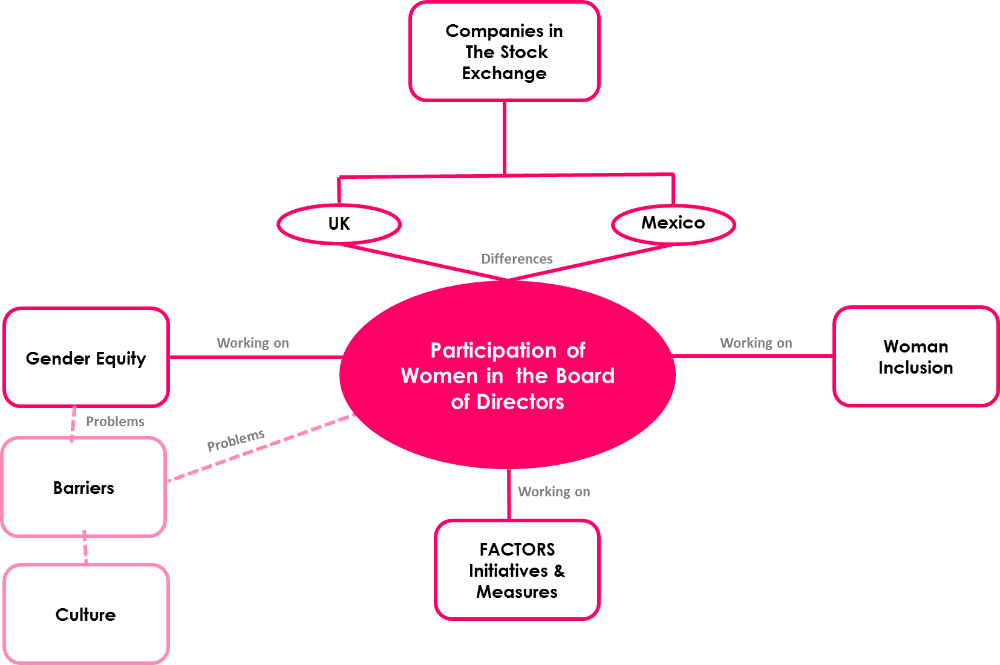 Companies in
The Stock
Exchange
UK
Mexico
Differences
Gender Equity
Working on
Participation of
Women in the Board
of Directors
Working on
Woman
Inclusion
Problems
Problems
Barriers
Working on
FACTORS
Initiatives &
Measures
Culture